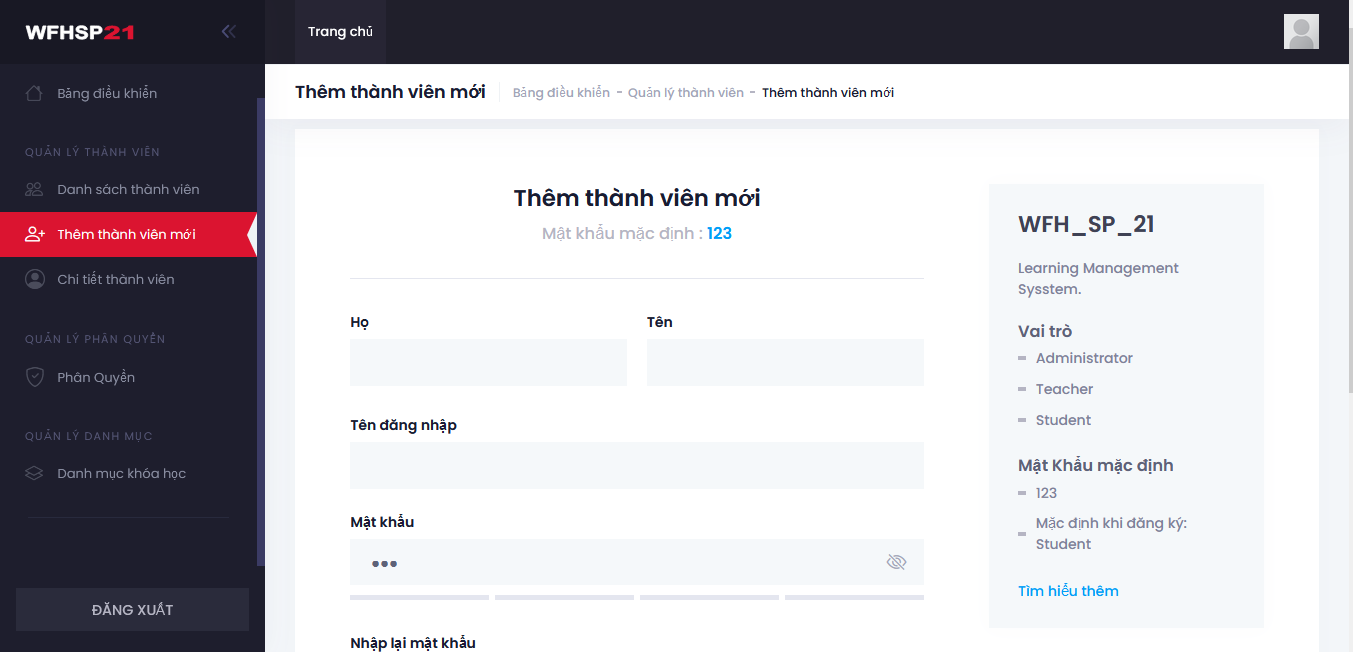 WFHSP21
Trang chủ
Bảng điều khiển
QUẢN LÝ THÀNH VIÊN
Danh sách thành viên
Thêm thành viên mới
Chi tiết thành viên
QUẢN LÝ PHÂN QUYỀN
Phân Quyền
QUẢN LÝ DANH MỤC
Danh mục khóa học
ĐĂNG XUẤT
Thêm thành viên mới
Bảng điều khiển - Quản lý thành viên - Thêm thành viên mới
Thêm thành viên mới
Mật khẩu mặc định : 123
Họ
Tên
Tên đăng nhập
Mật khẩu
Nhập lại mật khẩu
WFH_SP_21
Learning Management
Sysstem.
Vai trò
Administrator
Teacher
Student
Mật Khẩu mặc định
123
Mặc định khi đăng ký:
Student
Tìm hiểu thêm